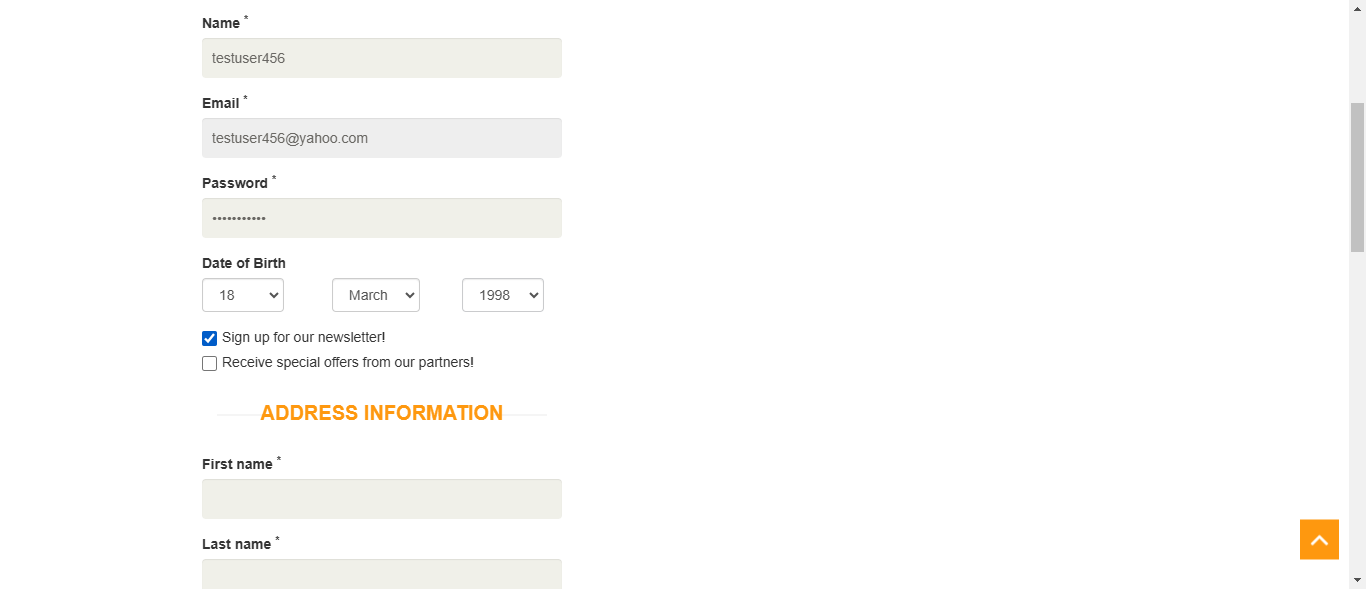 Name *
testuser456
Email *
testuser456@yahoo.com
Password *
•••••••••••
Date of Birth
18 March 1998
Sign up for our newsletter!
Receive special offers from our partners!
ADDRESS INFORMATION
First name *
Last name *